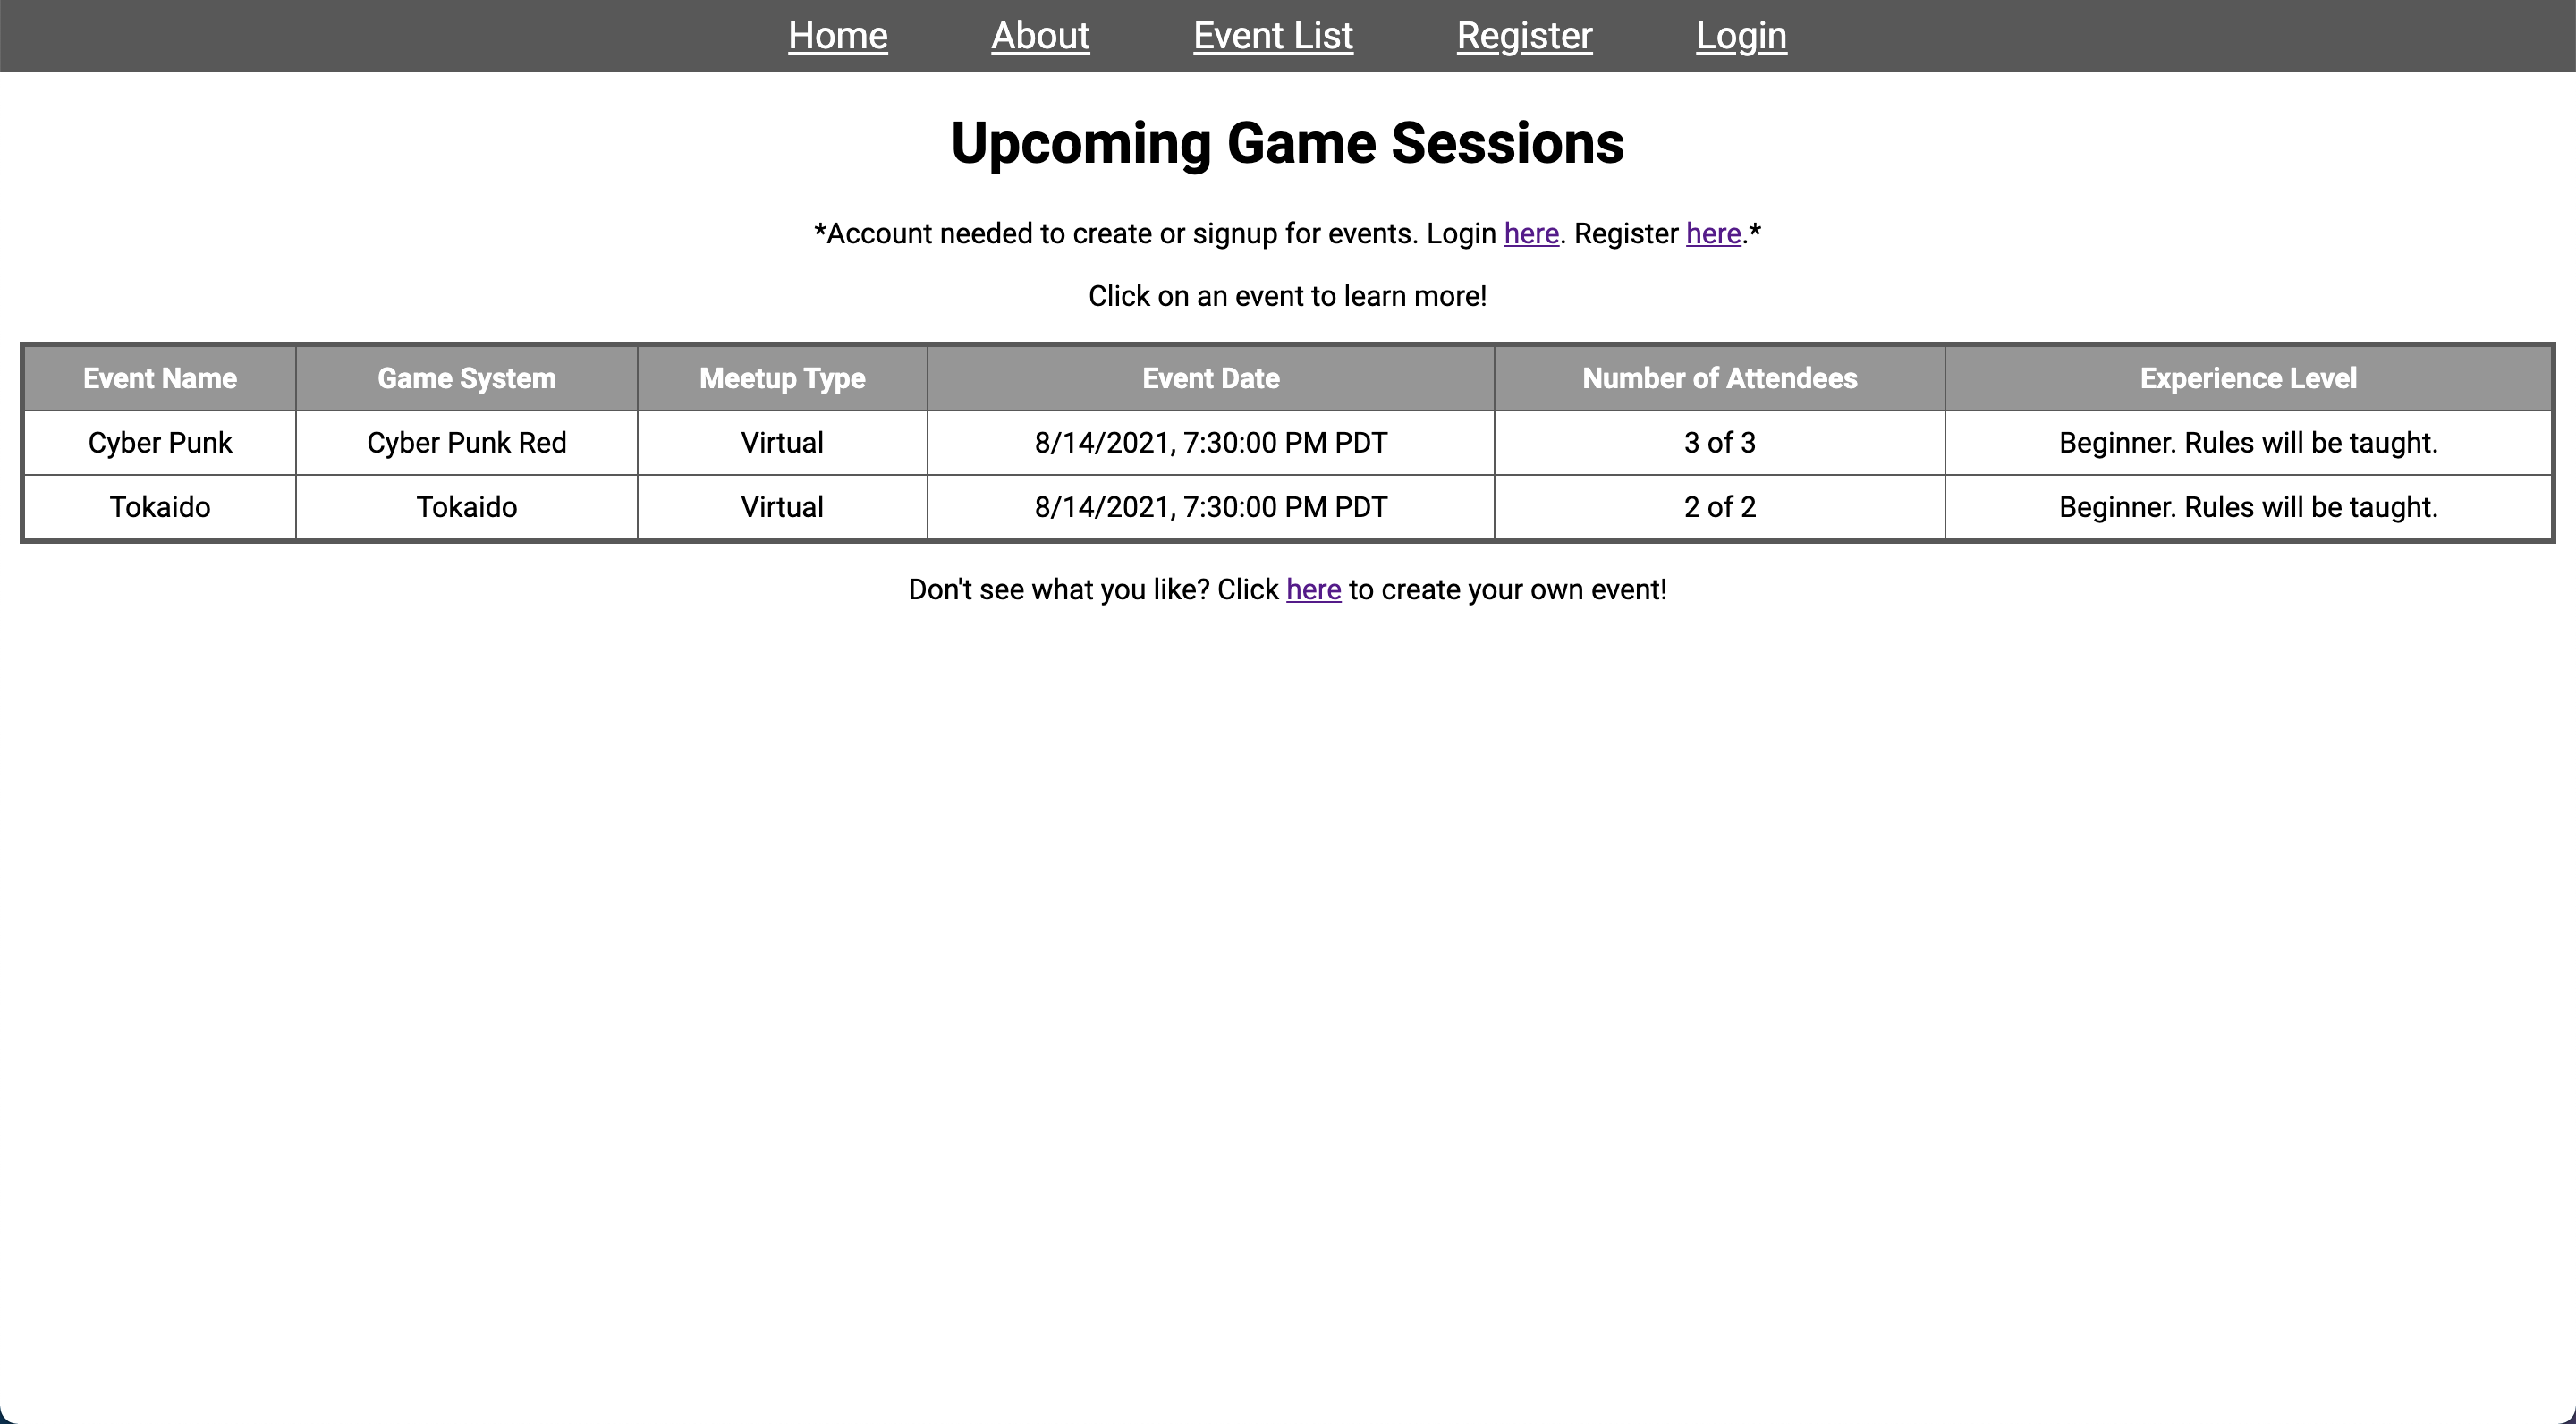 Home About Event List Register Login
Upcoming Game Sessions
*Account needed to create or signup for events. Login here. Register here.*
Click on an event to learn more!
Event Name Game System Meetup Type Event Date Number of Attendees Experience Level
Cyber Punk Cyber Punk Red Virtual 8/14/2021, 7:30:00 PM PDT 3 of 3 Beginner. Rules will be taught.
Tokaido Tokaido Virtual 8/14/2021, 7:30:00 PM PDT 2 of 2 Beginner. Rules will be taught.
Don't see what you like? Click here to create your own event!